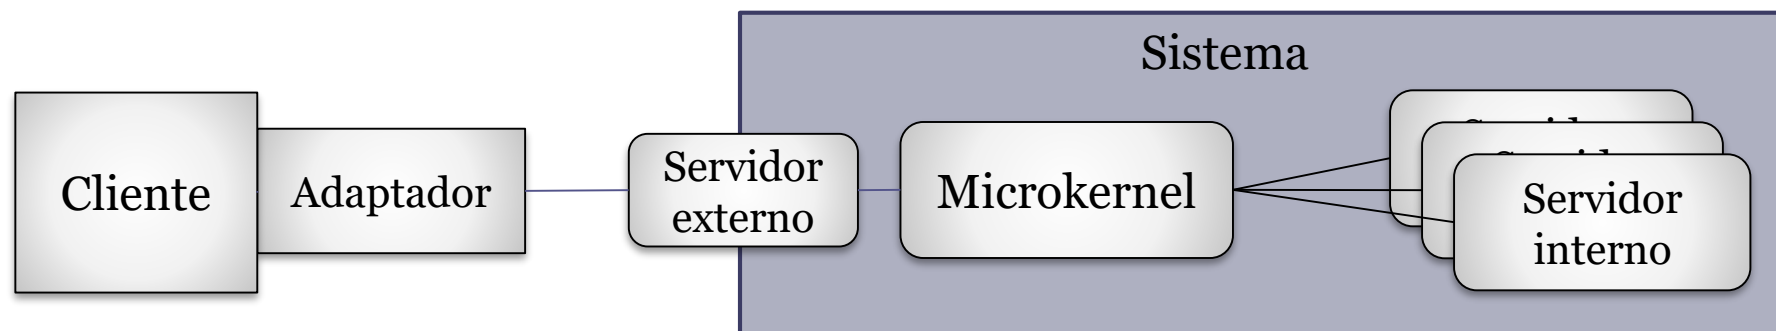 Sistema
Cliente
Adaptador
Servidor
externo
Microkernel
Servidor
interno